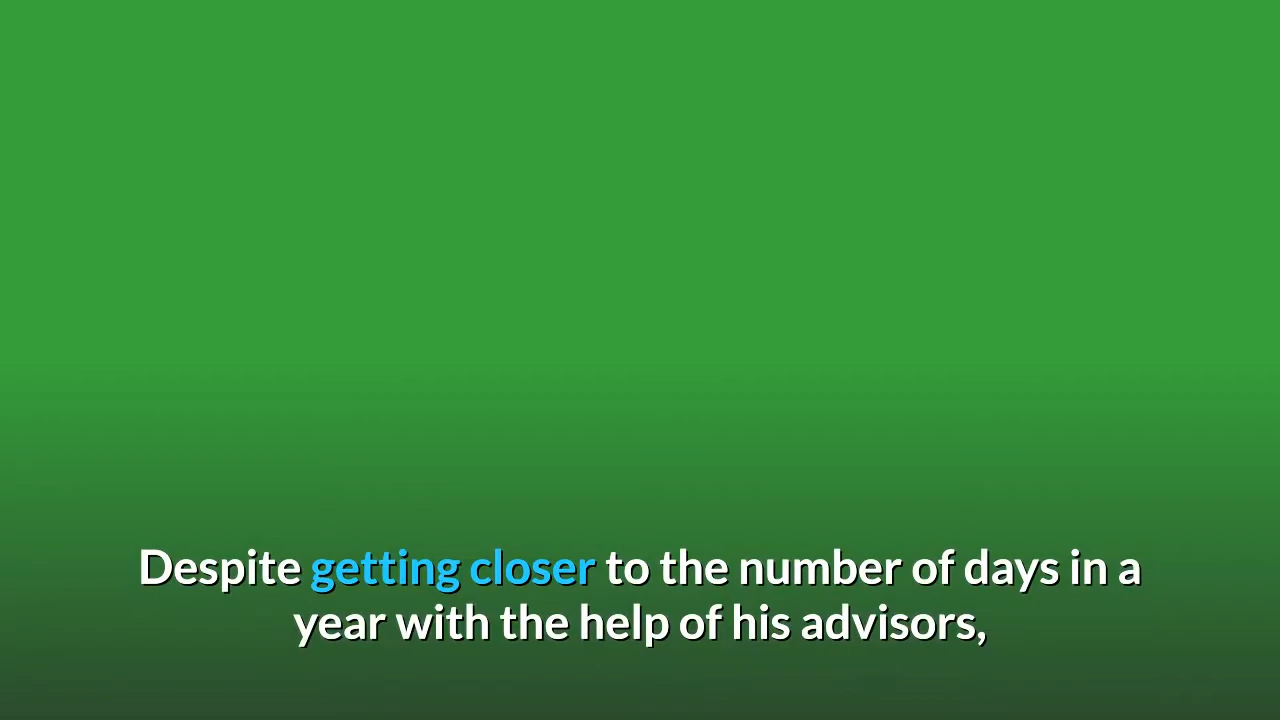 Despite getting closer to the number of days in a
year with the help of his advisors,